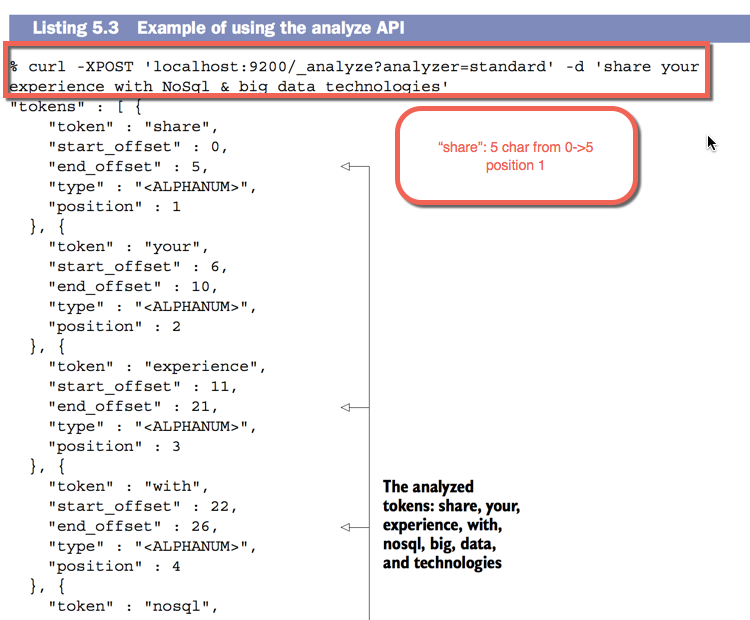 Listing 5.3 Example of using the analyze API
% curl -XPOST 'localhost:9200/_analyze?analyzer=standard' -d 'share your
experience with NoSql & big data technologies'
"tokens" : [ {
"token" : "share",
"start_offset" : 0,
"end_offset" : 5,
"type" : "<ALPHANUM>",
"position" : 1
“share”: 5 char from 0->5
position 1
}, {
"token" : "your",
"start_offset" : 6,
"end_offset" : 10,
"type" : "<ALPHANUM>",
"position" : 2
}, {
"token" : "experience",
"start_offset" : 11,
"end_offset" : 21,
"type" : "<ALPHANUM>",
"position" : 3
}, {
"token" : "with",
"start_offset" : 22,
"end_offset" : 26,
"type" : "<ALPHANUM>",
"position" : 4
}, {
"token" : "nosql",
The analyzed
tokens: share, your,
experience, with,
nosql, big, data,
and technologies